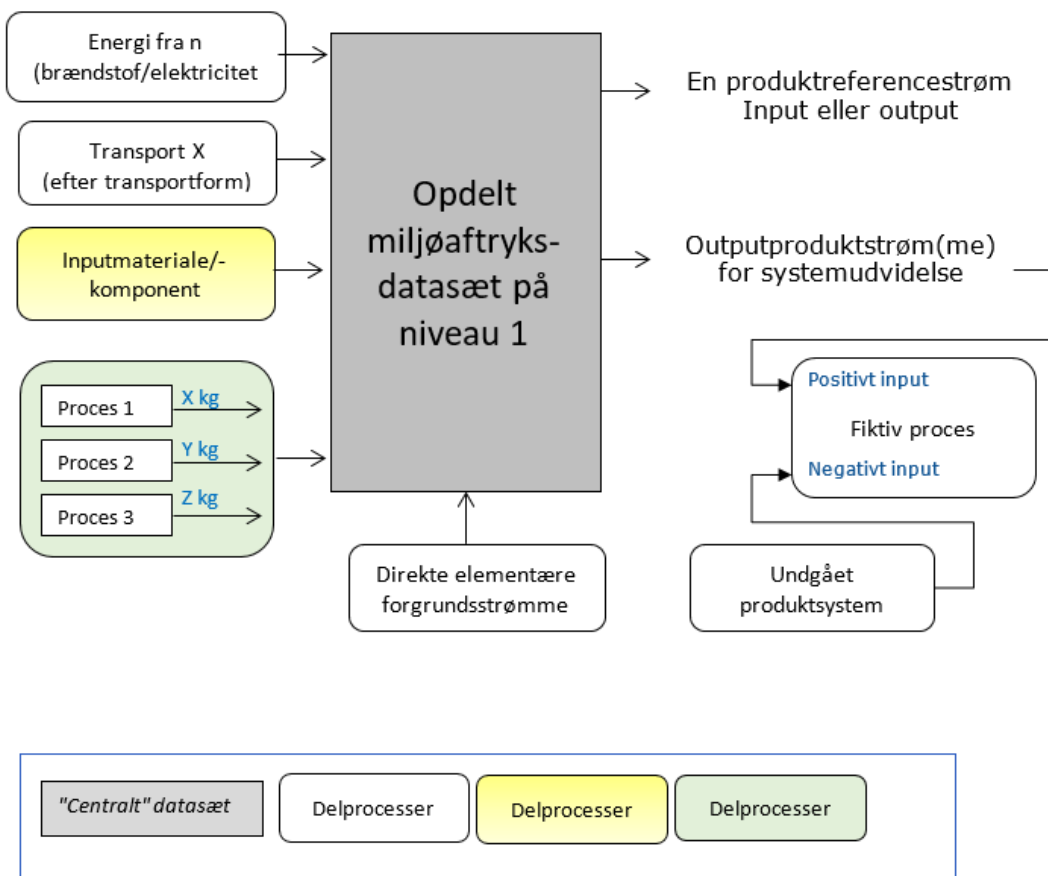 Energi fra n
(brændstof/elektricitet
Transport X
(efter transportform)
Inputmateriale/-
komponent
Proces 1
X kg
Proces 2
Y kg
Proces 3
Z kg
Opdelt
miljøaftryks-
datasæt på
niveau 1
Direkte elementære
forgrundsstrømme
En produktreferencestrøm
Input eller output
Outputproduktstrøm(me)
for systemudvidelse
Positivt input
Fiktiv proces
Negativt input
Undgået
produktsystem
"Centralt" datasæt
Delprocesser
Delprocesser
Delprocesser